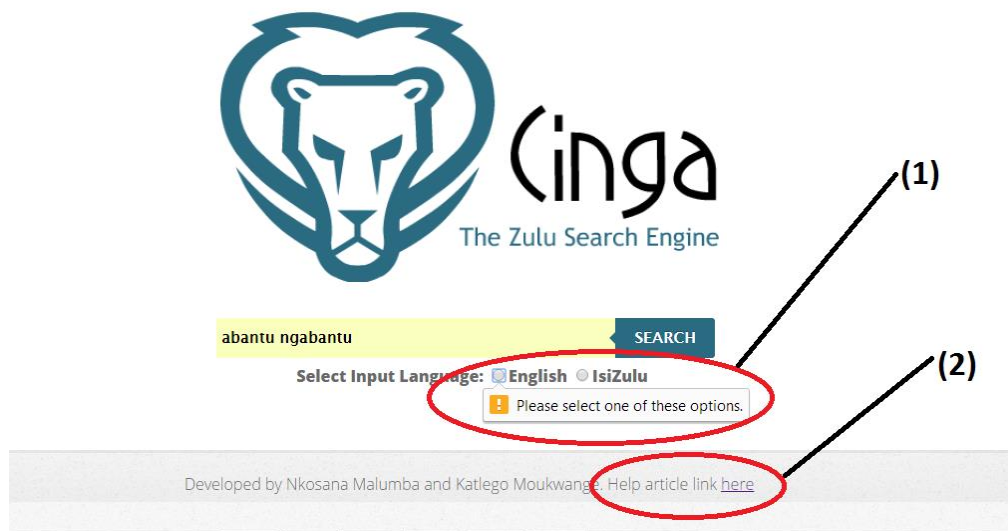 Cinga
The Zulu Search Engine
(1)
abantu ngabantu
SEARCH
Select Input Language: English IsiZulu
Please select one of these options.
(2)
Developed by Nkosana Malumba and Katlego Moukwange. Help article link here